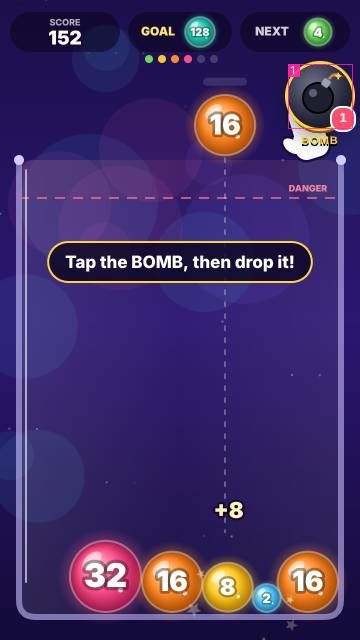 SCORE
152
GOAL
128
NEXT
4
1
1
BOMB
16
DANGER
Tap the BOMB, then drop it!
+8
32
16
8
2
16